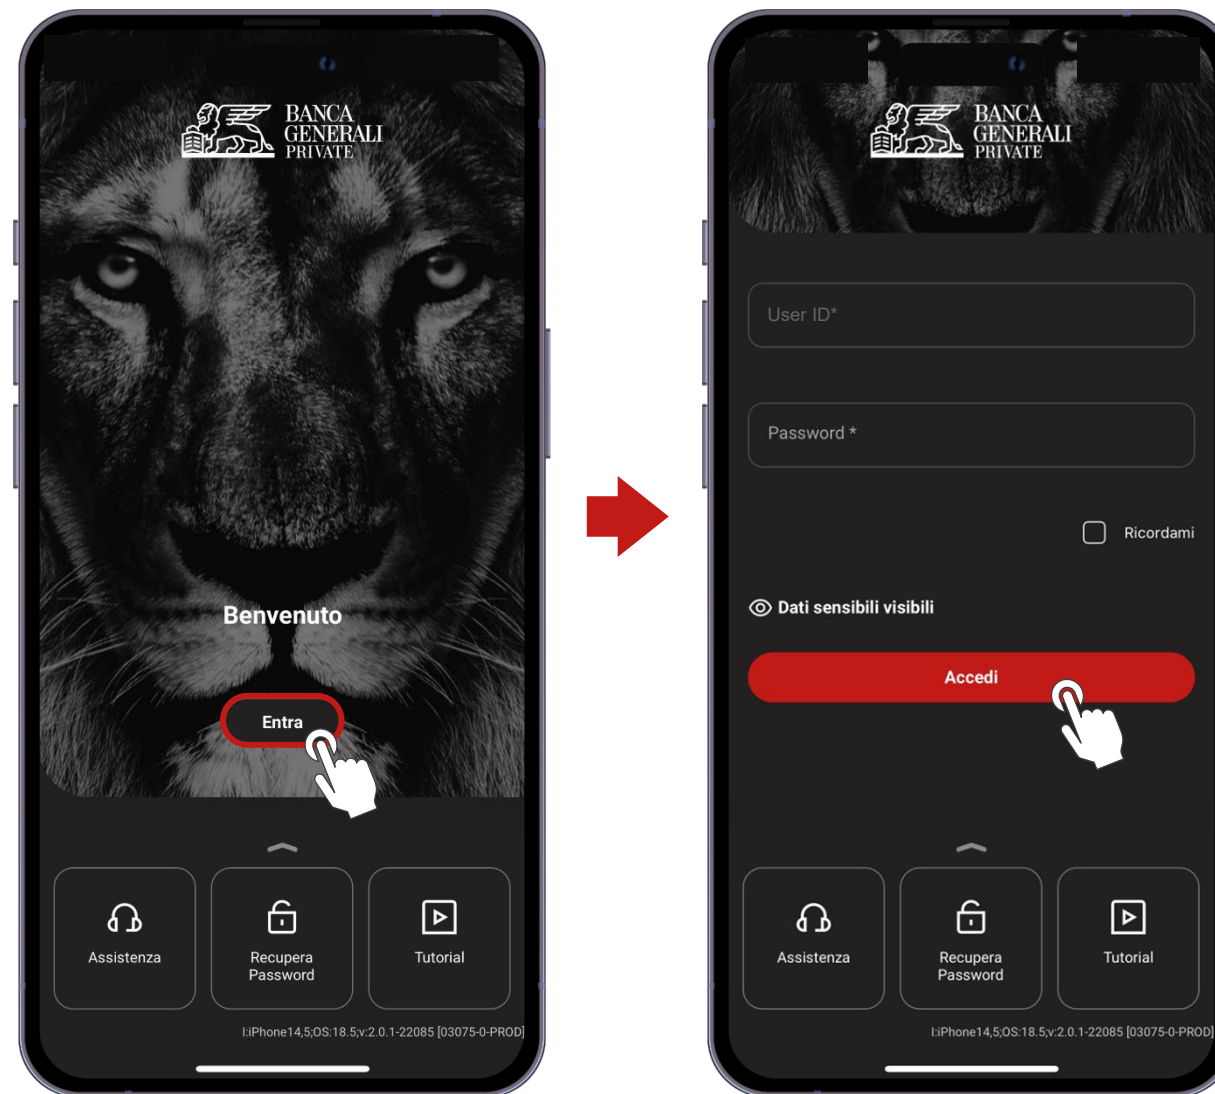 BANCA
GENERALI
PRIVATE
Benvenuto
Entra
Assistenza
Recupera
Password
Tutorial
I:iPhone14,5;OS:18.5;v:2.0.1-22085 [03075-0-PROD]
BANCA
GENERALI
PRIVATE
User ID*
Password *
Ricordami
Dati sensibili visibili
Accedi
Assistenza
Recupera
Password
Tutorial
I:iPhone14,5;OS:18.5;v:2.0.1-22085 [03075-0-PROD]